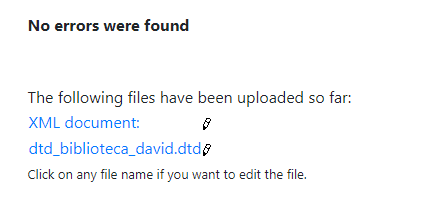 No errors were found
The following files have been uploaded so far:
XML document:
dtd_biblioteca_david.dtd
Click on any file name if you want to edit the file.